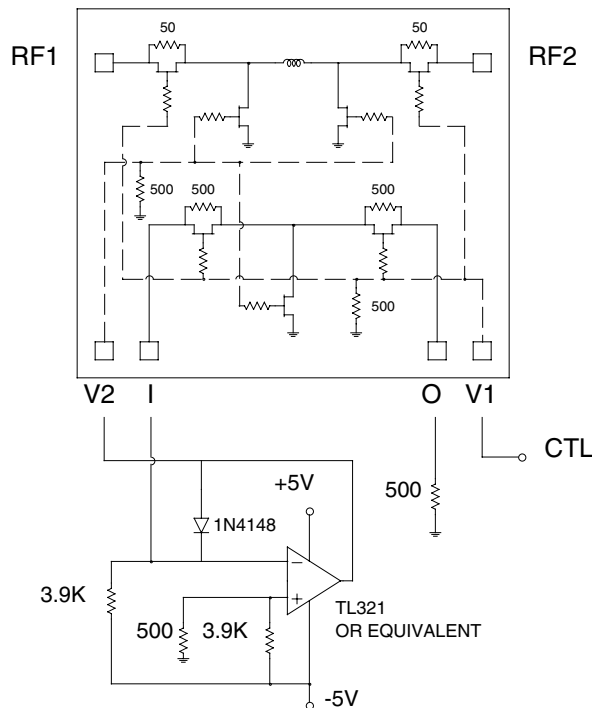 50
50
RF1
RF2
500
500
500
500
V2
I
O
V1
CTL
+5V
500
1N4148
3.9K
TL321
OR EQUIVALENT
500
3.9K
-5V